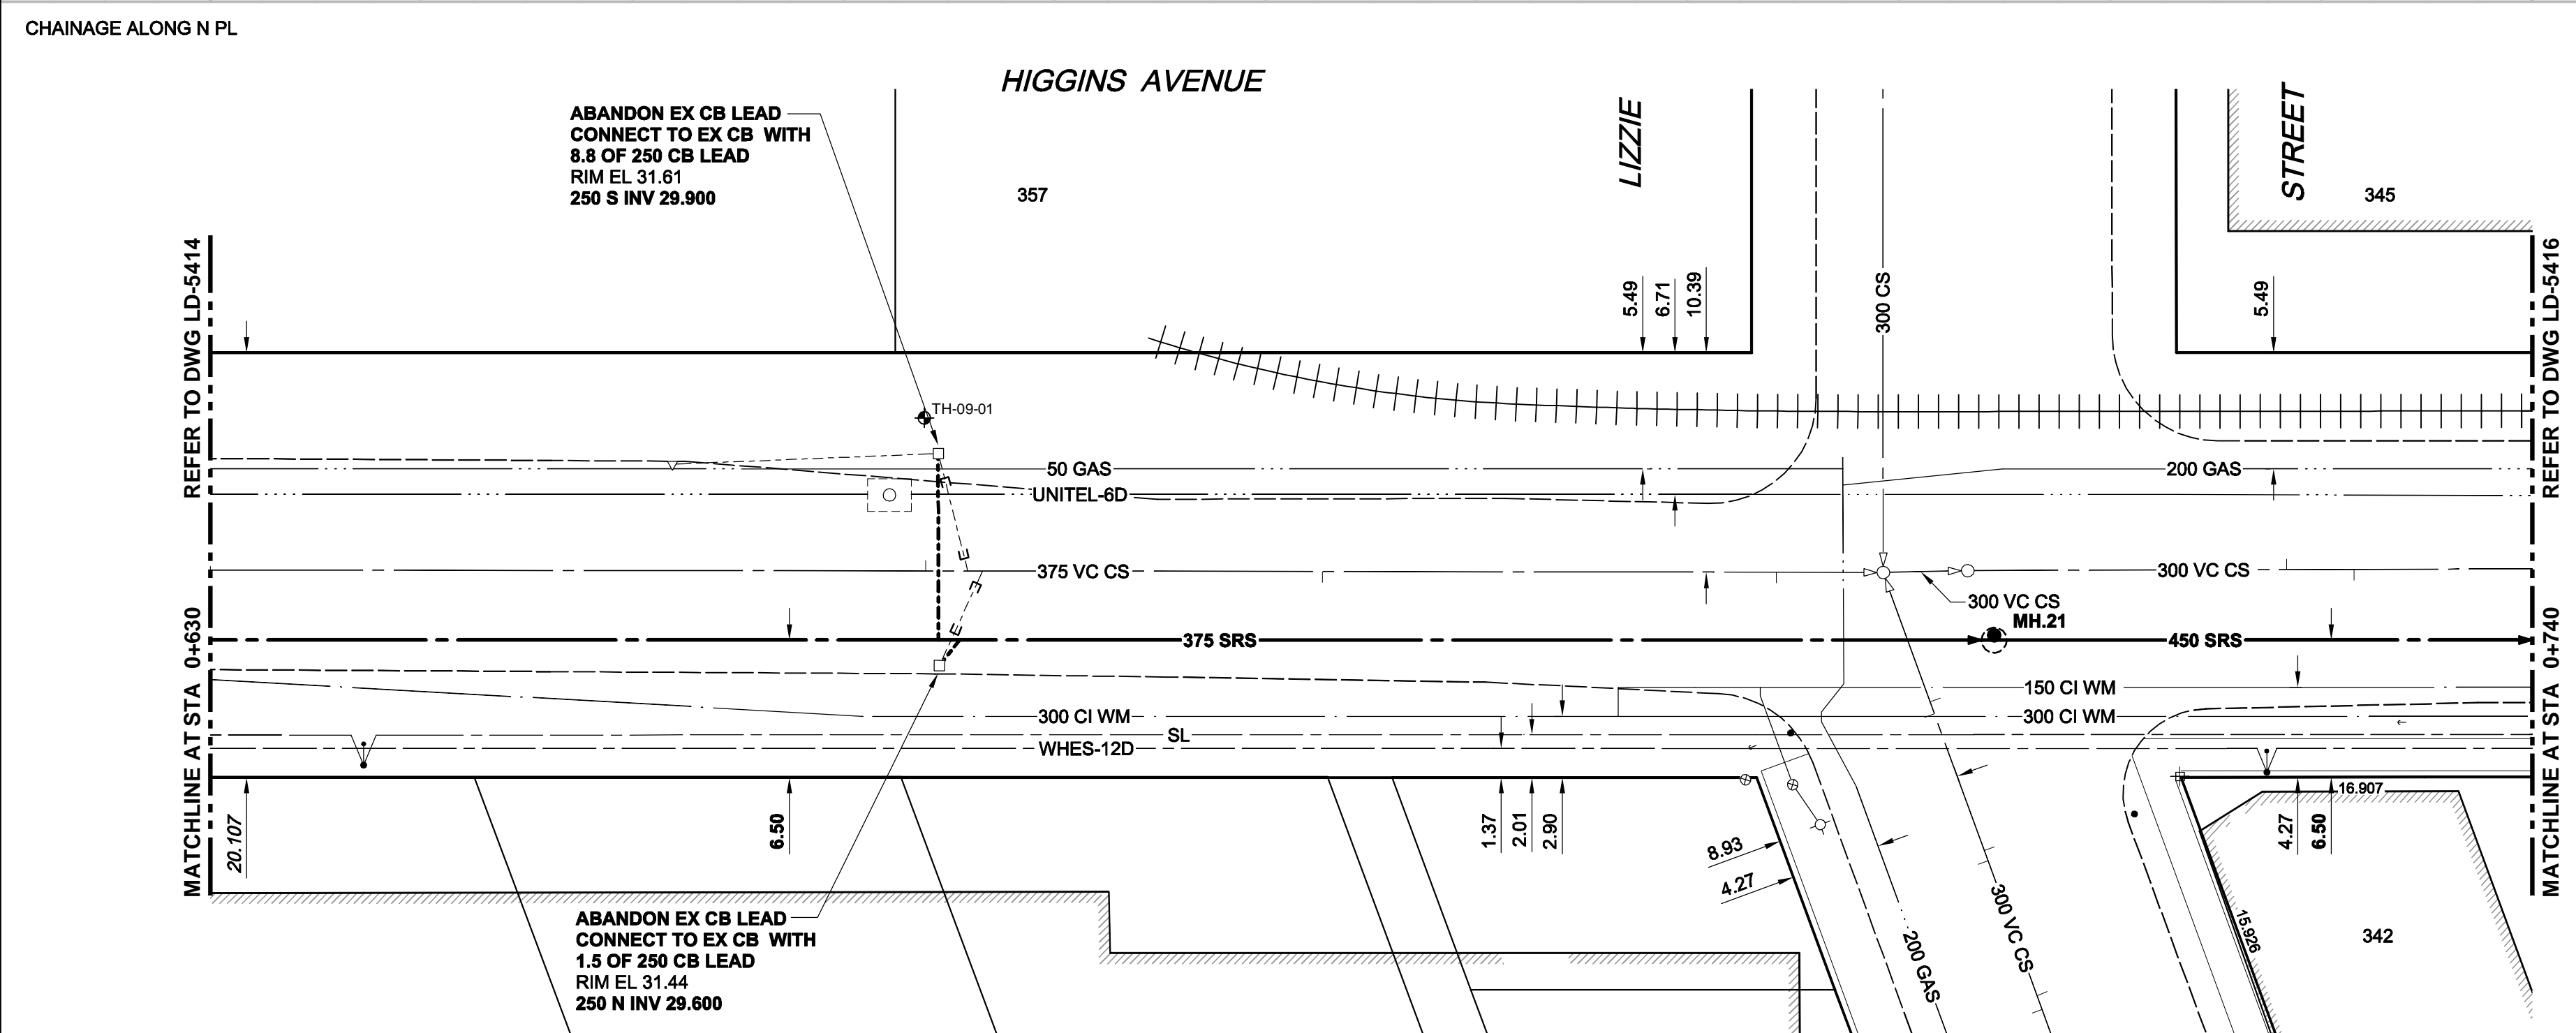 CHAINAGE ALONG N PL
HIGGINS AVENUE
ABANDON EX CB LEAD
CONNECT TO EX CB WITH
8.8 OF 250 CB LEAD
RIM EL 31.61
250 S INV 29.900
357
LIZZIE
STREET
345
REFER TO DWG LD-5414
REFER TO DWG LD-5416
5.49
6.71
10.39
300 CS
5.49
TH-09-01
50 GAS
200 GAS
UNITEL-6D
375 VC CS
300 VC CS
300 VC CS
MH.21
375 SRS
450 SRS
MATCHLINE AT STA 0+630
MATCHLINE AT STA 0+740
150 CI WM
300 CI WM
300 CI WM
SL
WHES-12D
20.107
6.50
1.37
2.01
2.90
8.93
4.27
16.907
4.27
6.50
15.926
342
200 GAS
300 VC CS
ABANDON EX CB LEAD
CONNECT TO EX CB WITH
1.5 OF 250 CB LEAD
RIM EL 31.44
250 N INV 29.600